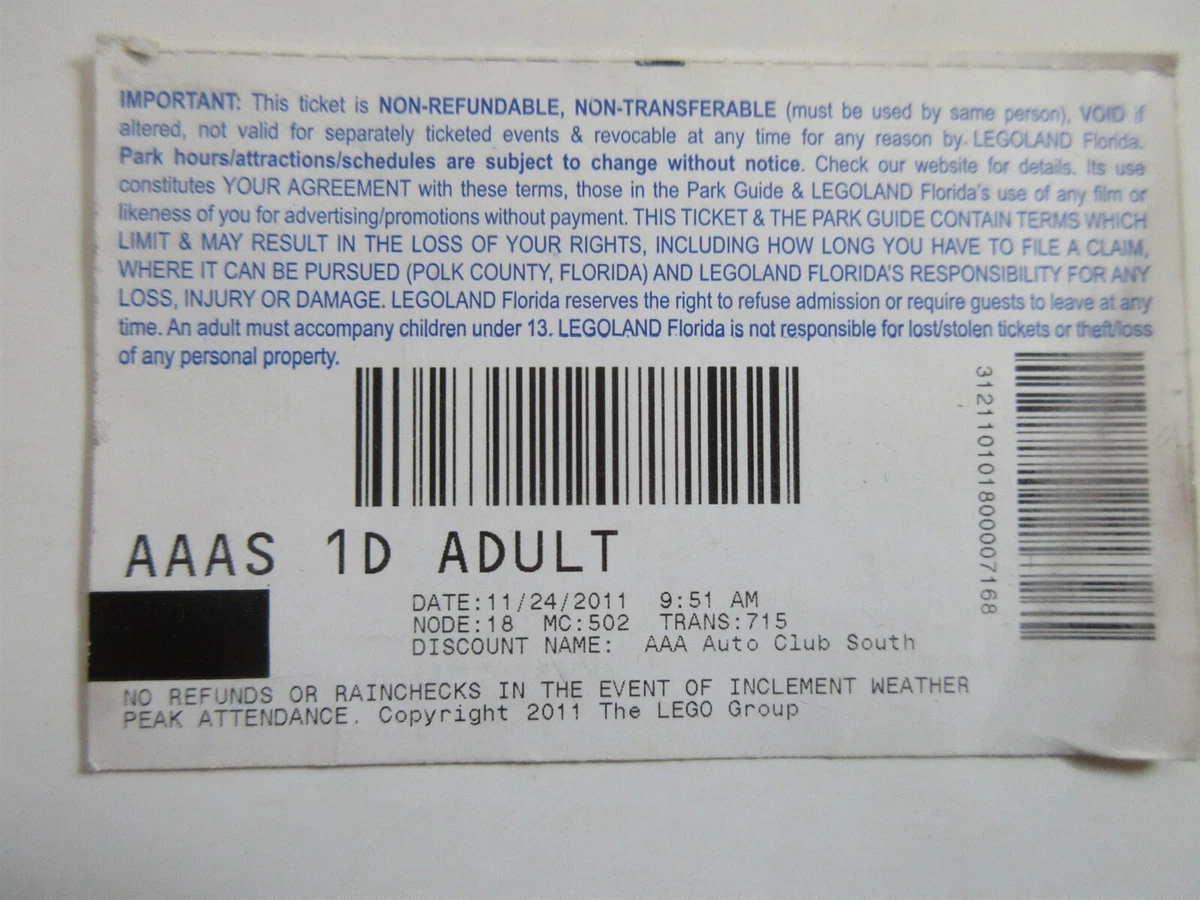 IMPORTANT: This ticket is NON-REFUNDABLE, NON-TRANSFERABLE (must be used by same person), VOID if
altered, not valid for separately ticketed events & revocable at any time for any reason by LEGOLAND Florida.
Park hours/attractions/schedules are subject to change without notice. Check our website for details. Its use
constitutes YOUR AGREEMENT with these terms, those in the Park Guide & LEGOLAND Florida's use of any film or
likeness of you for advertising/promotions without payment. THIS TICKET & THE PARK GUIDE CONTAIN TERMS WHICH
LIMIT & MAY RESULT IN THE LOSS OF YOUR RIGHTS, INCLUDING HOW LONG YOU HAVE TO FILE A CLAIM,
WHERE IT CAN BE PURSUED (POLK COUNTY, FLORIDA) AND LEGOLAND FLORIDA'S RESPONSIBILITY FOR ANY
LOSS, INJURY OR DAMAGE. LEGOLAND Florida reserves the right to refuse admission or require guests to leave at any
time. An adult must accompany children under 13. LEGOLAND Florida is not responsible for lost/stolen tickets or theft/loss
of any personal property.
312110101800007168
AAAS 1D ADULT
DATE:11/24/2011 9:51 AM
NODE:18 MC:502 TRANS:715
DISCOUNT NAME: AAA Auto Club South
NO REFUNDS OR RAINCHECKS IN THE EVENT OF INCLEMENT WEATHER
PEAK ATTENDANCE. Copyright 2011 The LEGO Group